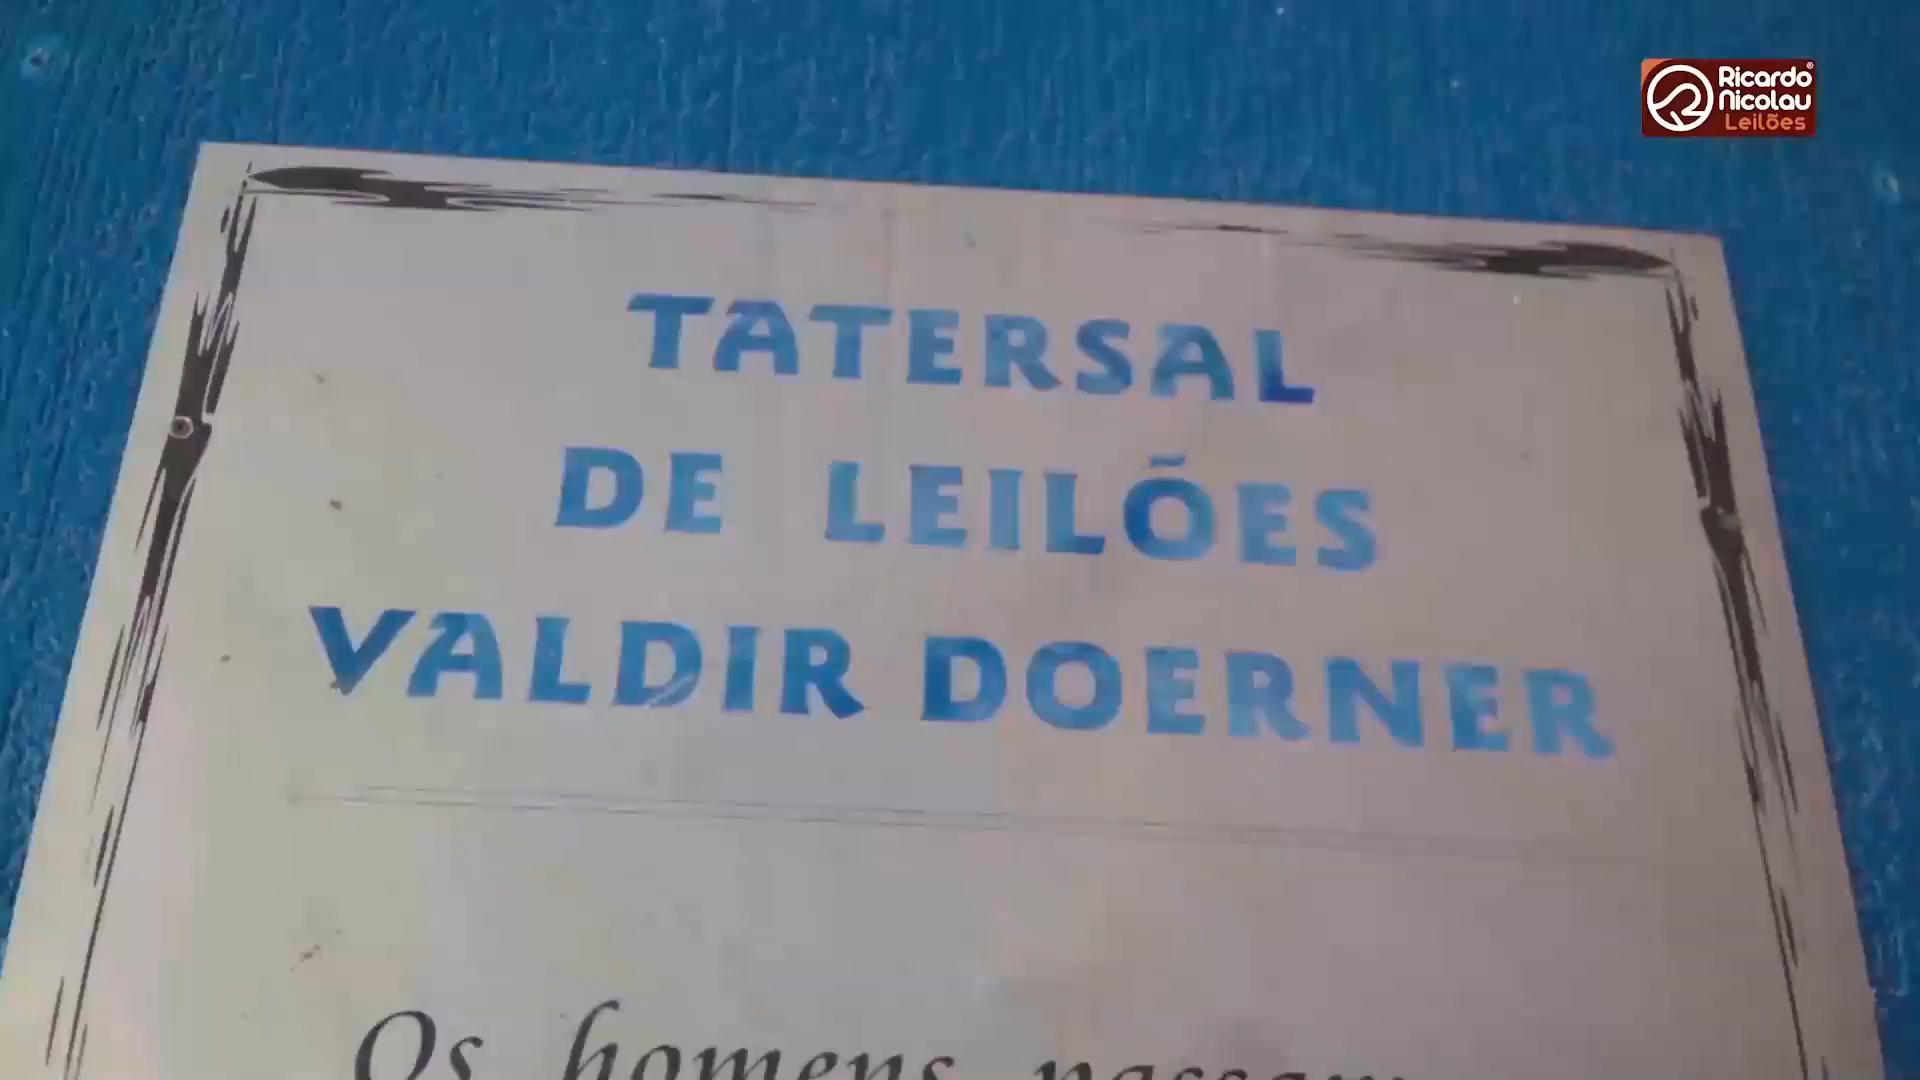 Ricardo
Nicolau
Leilões
TATERSAL
DE LEILÕES
VALDIR DOERNER
Os homens passam